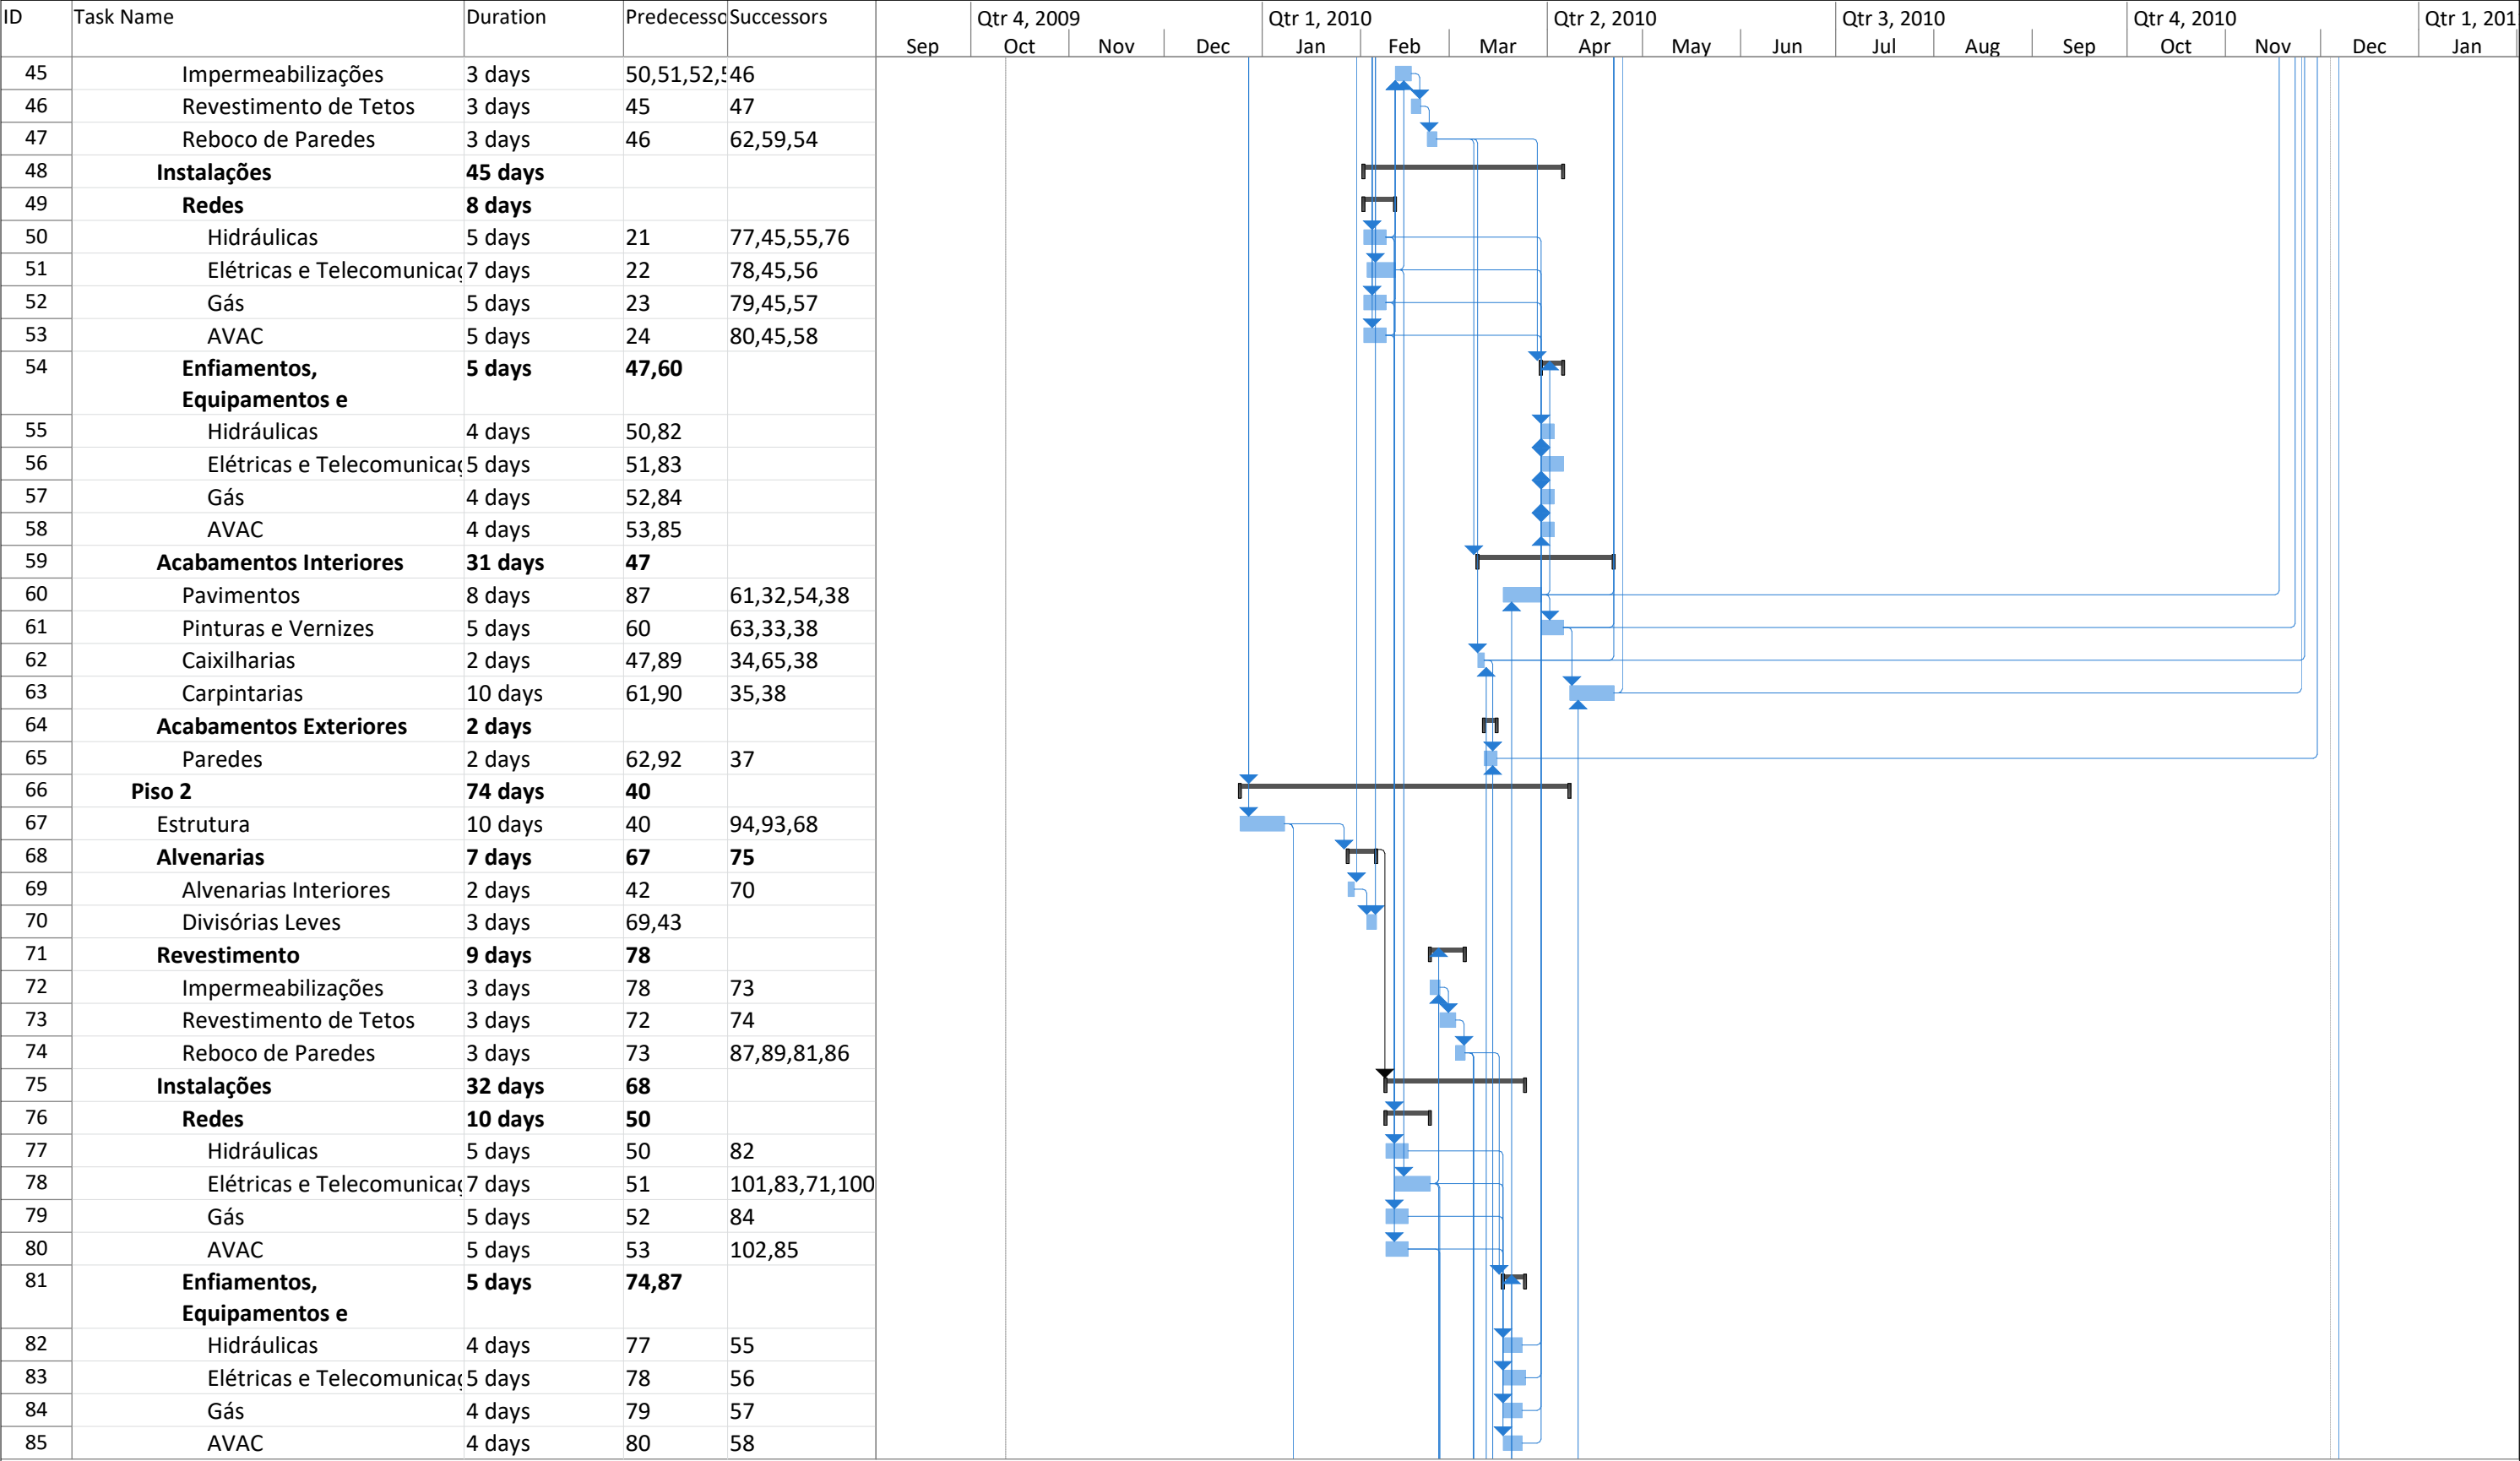 ID Task Name Duration Predecesso Successors Qtr 4, 2009 Qtr 1, 2010 Qtr 2, 2010 Qtr 3, 2010 Qtr 4, 2010 Qtr 1, 201
Sep Oct Nov Dec Jan Feb Mar Apr May Jun Jul Aug Sep Oct Nov Dec Jan
45 Impermeabilizações 3 days 50,51,52,5 46
46 Revestimento de Tetos 3 days 45 47
47 Reboco de Paredes 3 days 46 62,59,54
48 Instalações 45 days
49 Redes 8 days
50 Hidráulicas 5 days 21 77,45,55,76
51 Elétricas e Telecomunicaç 7 days 22 78,45,56
52 Gás 5 days 23 79,45,57
53 AVAC 5 days 24 80,45,58
54 Enfiamentos, 5 days 47,60
Equipamentos e
55 Hidráulicas 4 days 50,82
56 Elétricas e Telecomunicaç 5 days 51,83
57 Gás 4 days 52,84
58 AVAC 4 days 53,85
59 Acabamentos Interiores 31 days 47
60 Pavimentos 8 days 87 61,32,54,38
61 Pinturas e Vernizes 5 days 60 63,33,38
62 Caixilharias 2 days 47,89 34,65,38
63 Carpintarias 10 days 61,90 35,38
64 Acabamentos Exteriores 2 days
65 Paredes 2 days 62,92 37
66 Piso 2 74 days 40
67 Estrutura 10 days 40 94,93,68
68 Alvenarias 7 days 67 75
69 Alvenarias Interiores 2 days 42 70
70 Divisórias Leves 3 days 69,43
71 Revestimento 9 days 78
72 Impermeabilizações 3 days 78 73
73 Revestimento de Tetos 3 days 72 74
74 Reboco de Paredes 3 days 73 87,89,81,86
75 Instalações 32 days 68
76 Redes 10 days 50
77 Hidráulicas 5 days 50 82
78 Elétricas e Telecomunicaç 7 days 51 101,83,71,100
79 Gás 5 days 52 84
80 AVAC 5 days 53 102,85
81 Enfiamentos, 5 days 74,87
Equipamentos e
82 Hidráulicas 4 days 77 55
83 Elétricas e Telecomunicaç 5 days 78 56
84 Gás 4 days 79 57
85 AVAC 4 days 80 58